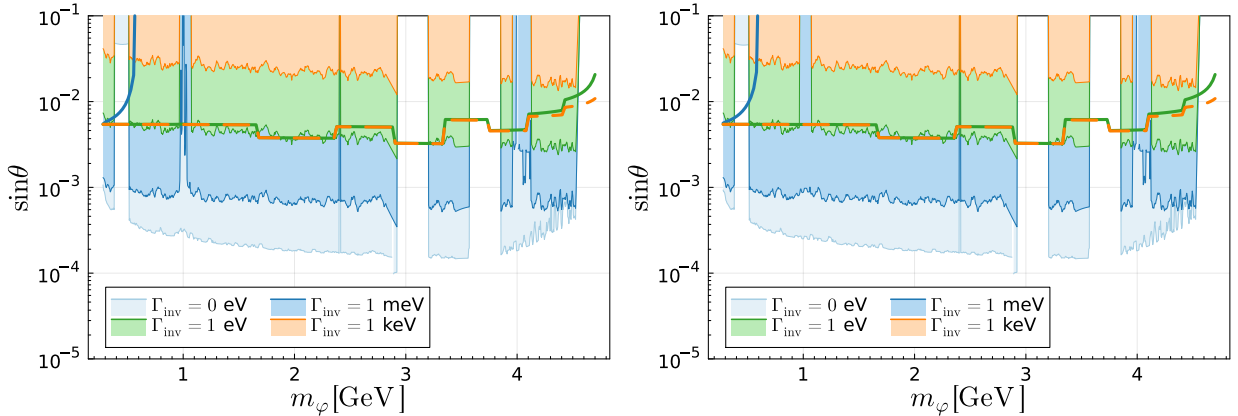 10⁻¹
10⁻²
10⁻³
10⁻⁴
10⁻⁵
sinθ
Γ_inv = 0 eV
Γ_inv = 1 meV
Γ_inv = 1 eV
Γ_inv = 1 keV
1
2
3
4
m_φ [GeV]
10⁻¹
10⁻²
10⁻³
10⁻⁴
10⁻⁵
sinθ
Γ_inv = 0 eV
Γ_inv = 1 meV
Γ_inv = 1 eV
Γ_inv = 1 keV
1
2
3
4
m_φ [GeV]